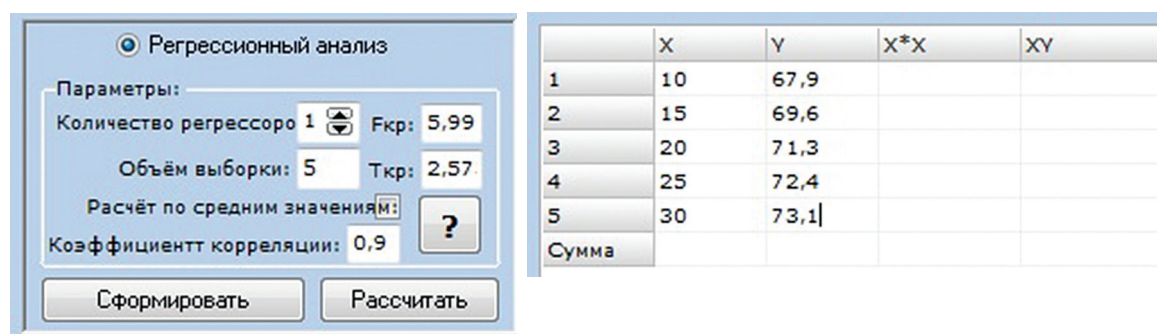 Регрессионный анализ
Параметры:
Количество регрессоро 1 Fкр: 5,99
Объём выборки: 5 Tкр: 2,57
Расчёт по средним значениям:
Коэффициентт корреляции: 0,9 ?
Сформировать Рассчитать
X Y X*X XY
1 10 67,9
2 15 69,6
3 20 71,3
4 25 72,4
5 30 73,1
Сумма